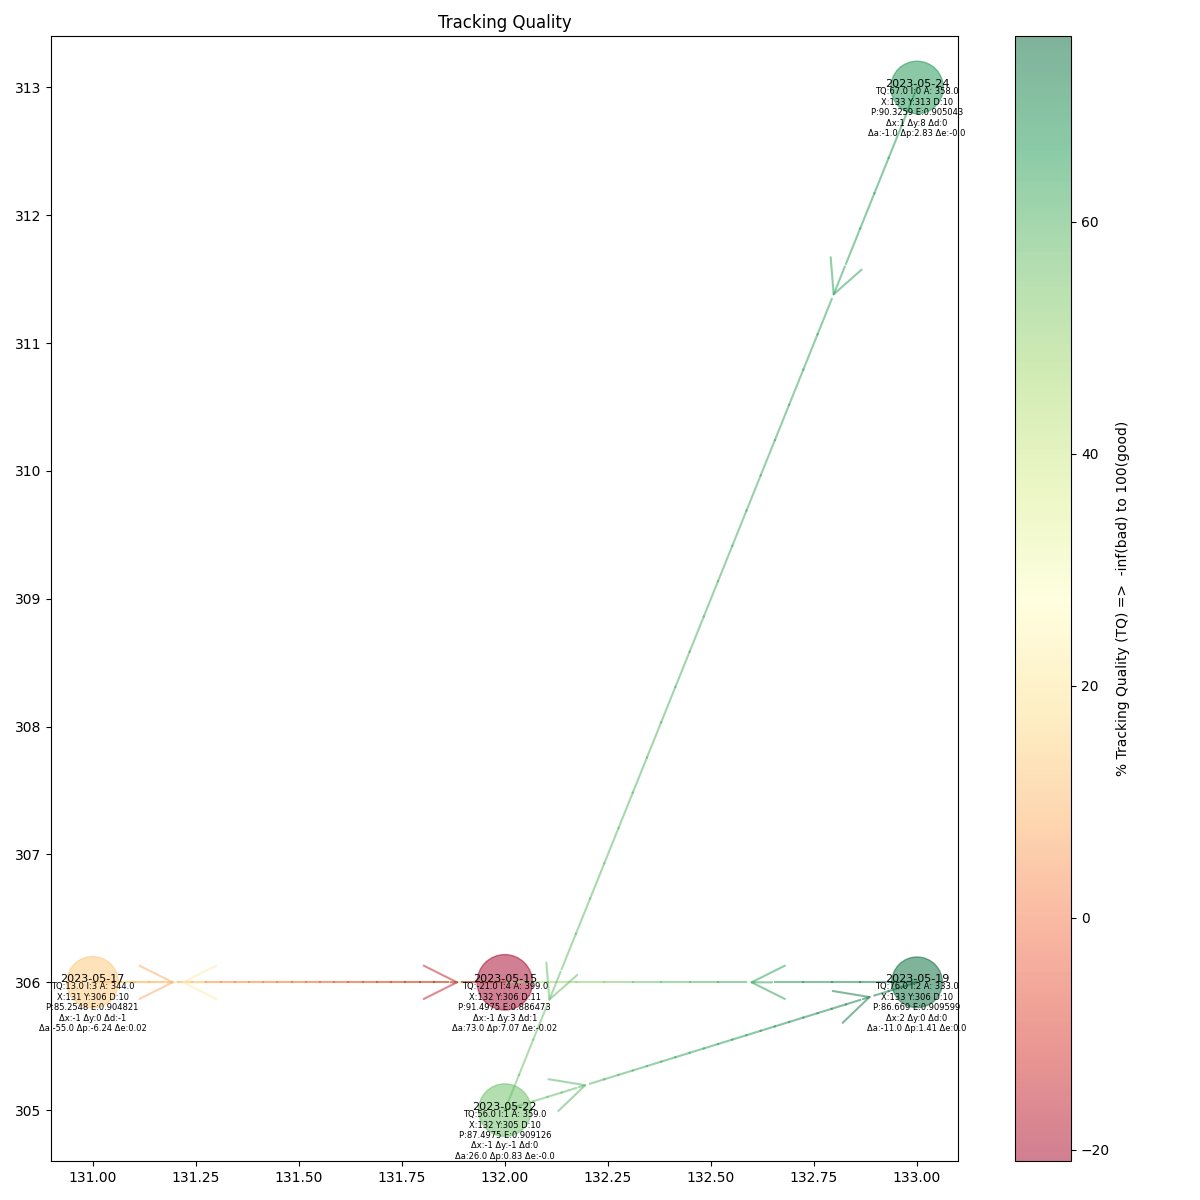 Tracking Quality
313
312
311
310
309
308
307
306
305
131.00
131.25
131.50
131.75
132.00
132.25
132.50
132.75
133.00
2023-05-24
TQ:67.0 I:0 A: 358.0
X:133 Y:313 D:10
P:90.3259 E:0.905043
Δx:1 Δy:8 Δd:0
Δa:-1.0 Δp:2.83 Δe:-0.0
2023-05-17
TQ:13.0 I:3 A: 344.0
X:131 Y:306 D:10
P:85.2548 E:0.904821
Δx:-1 Δy:0 Δd:-1
Δa:-55.0 Δp:-6.24 Δe:0.02
2023-05-15
TQ:-21.0 I:4 A: 399.0
X:132 Y:306 D:11
P:91.4975 E:0.886473
Δx:-1 Δy:3 Δd:1
Δa:73.0 Δp:7.07 Δe:-0.02
2023-05-19
TQ:76.0 I:2 A: 333.0
X:133 Y:306 D:10
P:86.669 E:0.909599
Δx:2 Δy:0 Δd:0
Δa:-11.0 Δp:1.41 Δe:0.0
2023-05-22
TQ:56.0 I:1 A: 359.0
X:132 Y:305 D:10
P:87.4975 E:0.909126
Δx:-1 Δy:-1 Δd:0
Δa:26.0 Δp:0.83 Δe:-0.0
60
40
20
0
−20
% Tracking Quality (TQ) => -inf(bad) to 100(good)